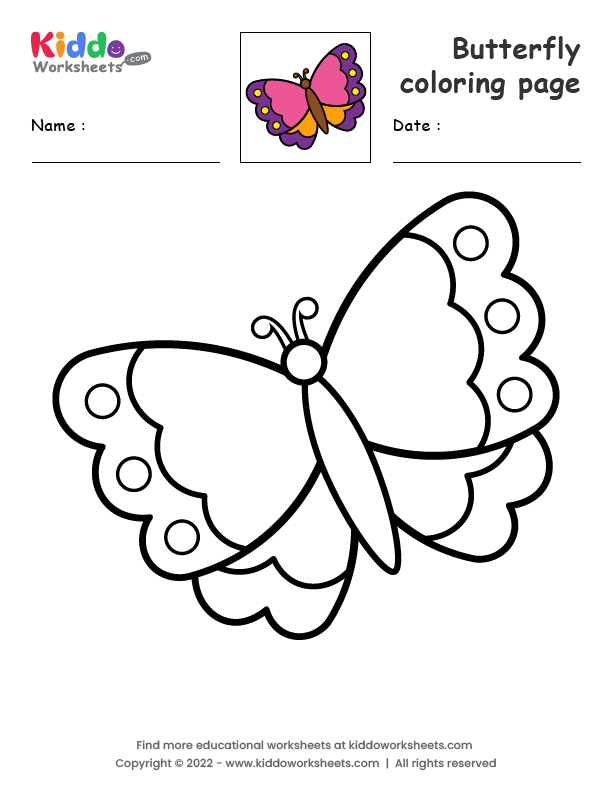 Kiddo
Worksheets.com
Butterfly
coloring page
Name :
Date :
Find more educational worksheets at kiddoworksheets.com
Copyright © 2022 - www.kiddoworksheets.com | All rights reserved